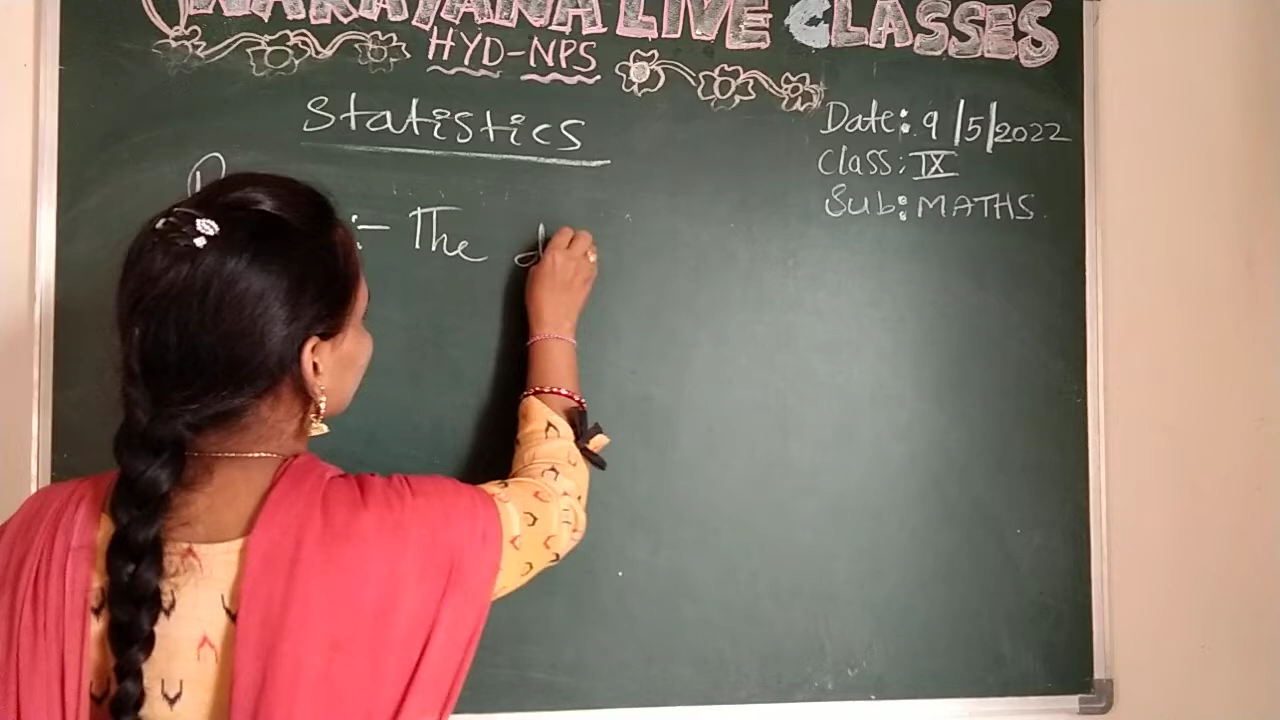 NARAYANA LIVE CLASSES
HYD-NPS
Statistics
Date: 9/5/2022
Class: IX
Sub: MATHS
:- The d